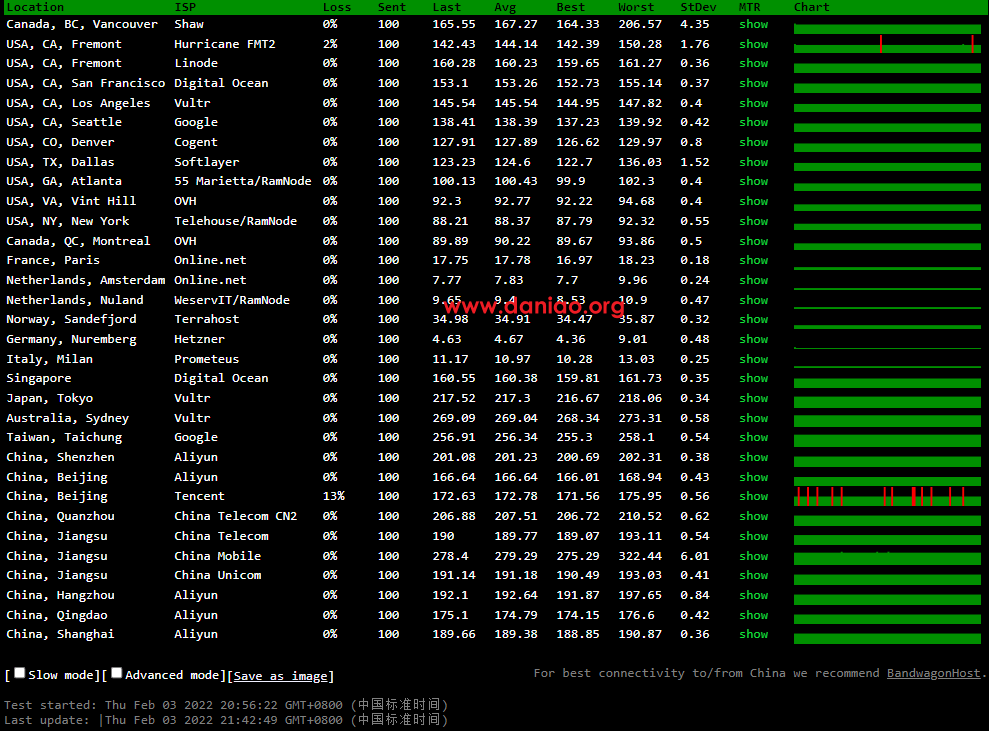 Location ISP Loss Sent Last Avg Best Worst StDev MTR Chart
Canada, BC, Vancouver Shaw 0% 100 165.55 167.27 164.33 206.57 4.35 show
USA, CA, Fremont Hurricane FMT2 2% 100 142.43 144.14 142.39 150.28 1.76 show
USA, CA, Fremont Linode 0% 100 160.28 160.23 159.65 161.27 0.36 show
USA, CA, San Francisco Digital Ocean 0% 100 153.1 153.26 152.73 155.14 0.37 show
USA, CA, Los Angeles Vultr 0% 100 145.54 145.54 144.95 147.82 0.4 show
USA, CA, Seattle Google 0% 100 138.41 138.39 137.23 139.92 0.42 show
USA, CO, Denver Cogent 0% 100 127.91 127.89 126.62 129.97 0.8 show
USA, TX, Dallas Softlayer 0% 100 123.23 124.6 122.7 136.03 1.52 show
USA, GA, Atlanta 55 Marietta/RamNode 0% 100 100.13 100.43 99.9 102.3 0.4 show
USA, VA, Vint Hill OVH 0% 100 92.3 92.77 92.22 94.68 0.4 show
USA, NY, New York Telehouse/RamNode 0% 100 88.21 88.37 87.79 92.32 0.55 show
Canada, QC, Montreal OVH 0% 100 89.89 90.22 89.67 93.86 0.5 show
France, Paris Online.net 0% 100 17.75 17.78 16.97 18.23 0.18 show
Netherlands, Amsterdam Online.net 0% 100 7.77 7.83 7.7 9.96 0.24 show
Netherlands, Nuland WeservIT/RamNode 0% 100 9.65 9.4 8.53 10.9 0.47 show
www.daniao.org
Norway, Sandefjord Terrahost 0% 100 34.98 34.91 34.47 35.87 0.32 show
Germany, Nuremberg Hetzner 0% 100 4.63 4.67 4.36 9.01 0.48 show
Italy, Milan Prometeus 0% 100 11.17 10.97 10.28 13.03 0.25 show
Singapore Digital Ocean 0% 100 160.55 160.38 159.81 161.73 0.35 show
Japan, Tokyo Vultr 0% 100 217.52 217.3 216.67 218.06 0.34 show
Australia, Sydney Vultr 0% 100 269.09 269.04 268.34 273.31 0.58 show
Taiwan, Taichung Google 0% 100 256.91 256.34 255.3 258.1 0.54 show
China, Shenzhen Aliyun 0% 100 201.08 201.23 200.69 202.31 0.38 show
China, Beijing Aliyun 0% 100 166.64 166.64 166.01 168.94 0.43 show
China, Beijing Tencent 13% 100 172.63 172.78 171.56 175.95 0.56 show
China, Quanzhou China Telecom CN2 0% 100 206.88 207.51 206.72 210.52 0.62 show
China, Jiangsu China Telecom 0% 100 190 189.77 189.07 193.11 0.54 show
China, Jiangsu China Mobile 0% 100 278.4 279.29 275.29 322.44 6.01 show
China, Jiangsu China Unicom 0% 100 191.14 191.18 190.49 193.03 0.41 show
China, Hangzhou Aliyun 0% 100 192.1 192.64 191.87 197.65 0.84 show
China, Qingdao Aliyun 0% 100 175.1 174.79 174.15 176.6 0.42 show
China, Shanghai Aliyun 0% 100 189.66 189.38 188.85 190.87 0.36 show
[ Slow mode][ Advanced mode][Save as image] For best connectivity to/from China we recommend BandwagonHost.
Test started: Thu Feb 03 2022 20:56:22 GMT+0800 (中国标准时间)
Last update: |Thu Feb 03 2022 21:42:49 GMT+0800 (中国标准时间)